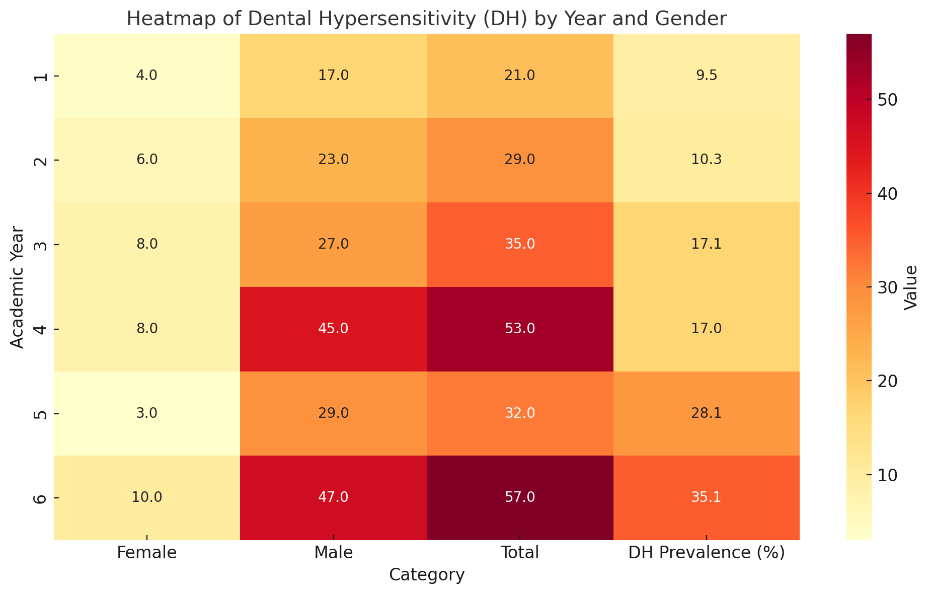 Heatmap of Dental Hypersensitivity (DH) by Year and Gender
Academic Year
1 4.0 17.0 21.0 9.5
2 6.0 23.0 29.0 10.3
3 8.0 27.0 35.0 17.1
4 8.0 45.0 53.0 17.0
5 3.0 29.0 32.0 28.1
6 10.0 47.0 57.0 35.1
Female Male Total DH Prevalence (%)
Category
50
40
30
20
10
Value